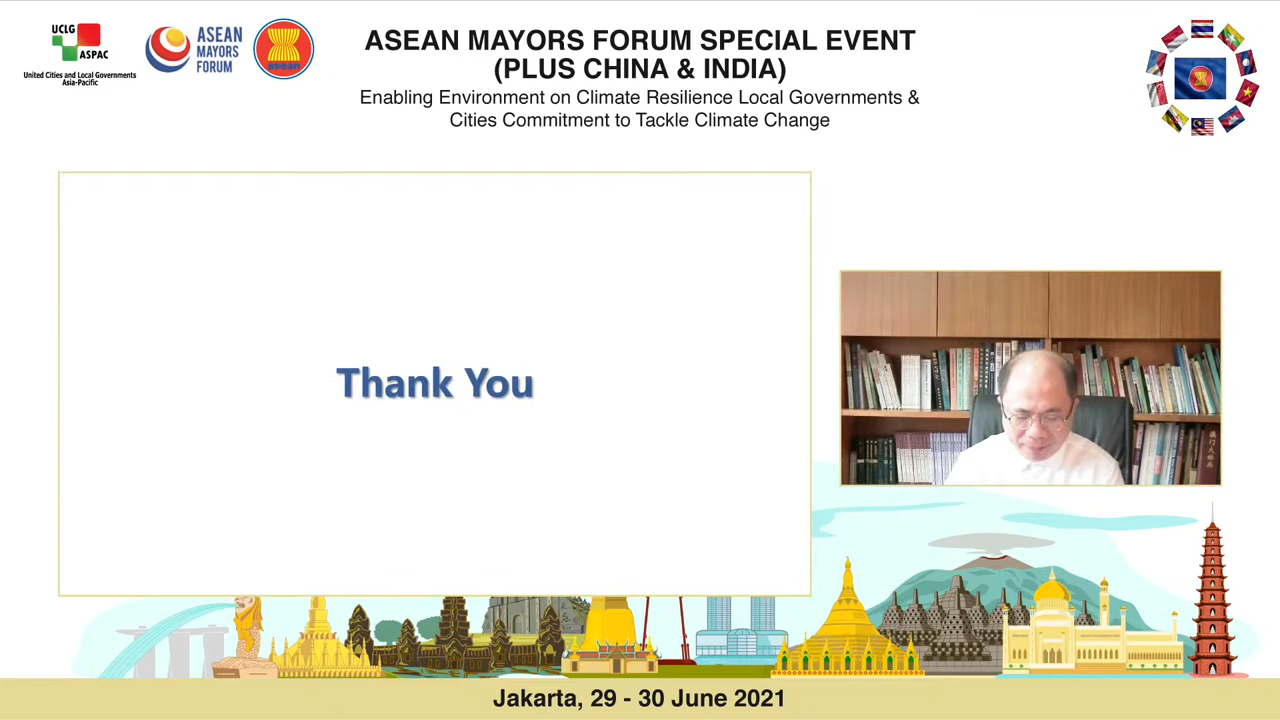 UCLG
ASPAC
United Cities and Local Governments
Asia-Pacific
ASEAN
MAYORS
FORUM
asean
ASEAN MAYORS FORUM SPECIAL EVENT
(PLUS CHINA & INDIA)
Enabling Environment on Climate Resilience Local Governments &
Cities Commitment to Tackle Climate Change
Thank You
Jakarta, 29 - 30 June 2021